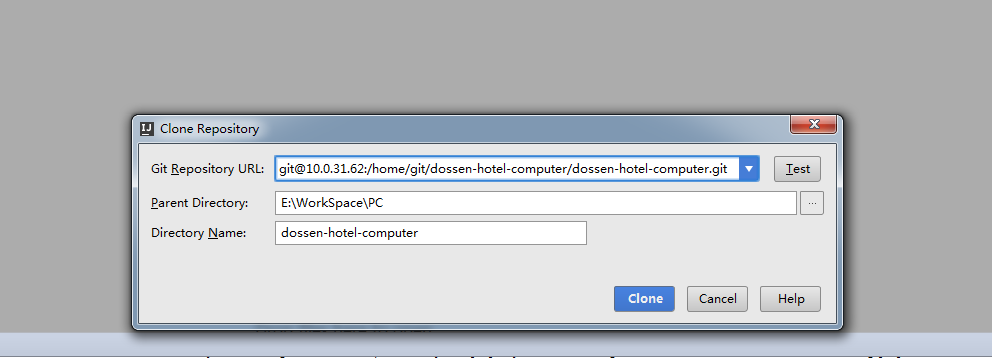 IJ Clone Repository
Git Repository URL: git@10.0.31.62:/home/git/dossen-hotel-computer/dossen-hotel-computer.git Test
Parent Directory: E:\WorkSpace\PC ...
Directory Name: dossen-hotel-computer
Clone Cancel Help